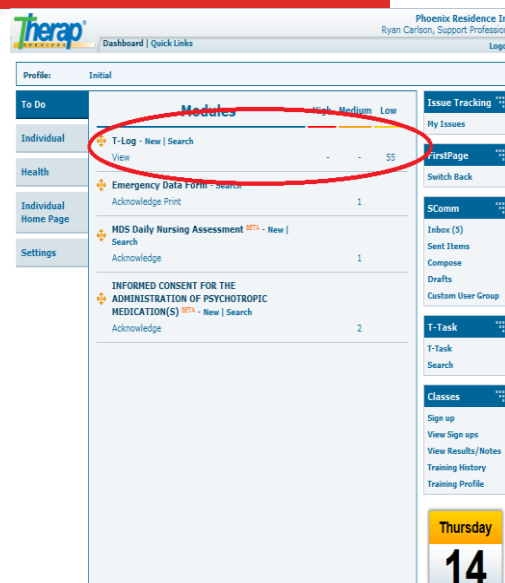 Therap
SERVICES
Phoenix Residence In
Ryan Carlson, Support Profession
Dashboard | Quick Links
Logo
Profile: Initial
To Do
Individual
Health
Individual
Home Page
Settings
Modules High Medium Low
T-Log - New | Search
View - - 55
Emergency Data Form - Search
Acknowledge Print 1
MDS Daily Nursing Assessment BETA - New |
Search
Acknowledge 1
INFORMED CONSENT FOR THE
ADMINISTRATION OF PSYCHOTROPIC
MEDICATION(S) BETA - New | Search
Acknowledge 2
Issue Tracking
My Issues
FirstPage
Switch Back
SComm
Inbox (5)
Sent Items
Compose
Drafts
Custom User Group
T-Task
T-Task
Search
Classes
Sign up
View Sign ups
View Results/Notes
Training History
Training Profile
Thursday
14